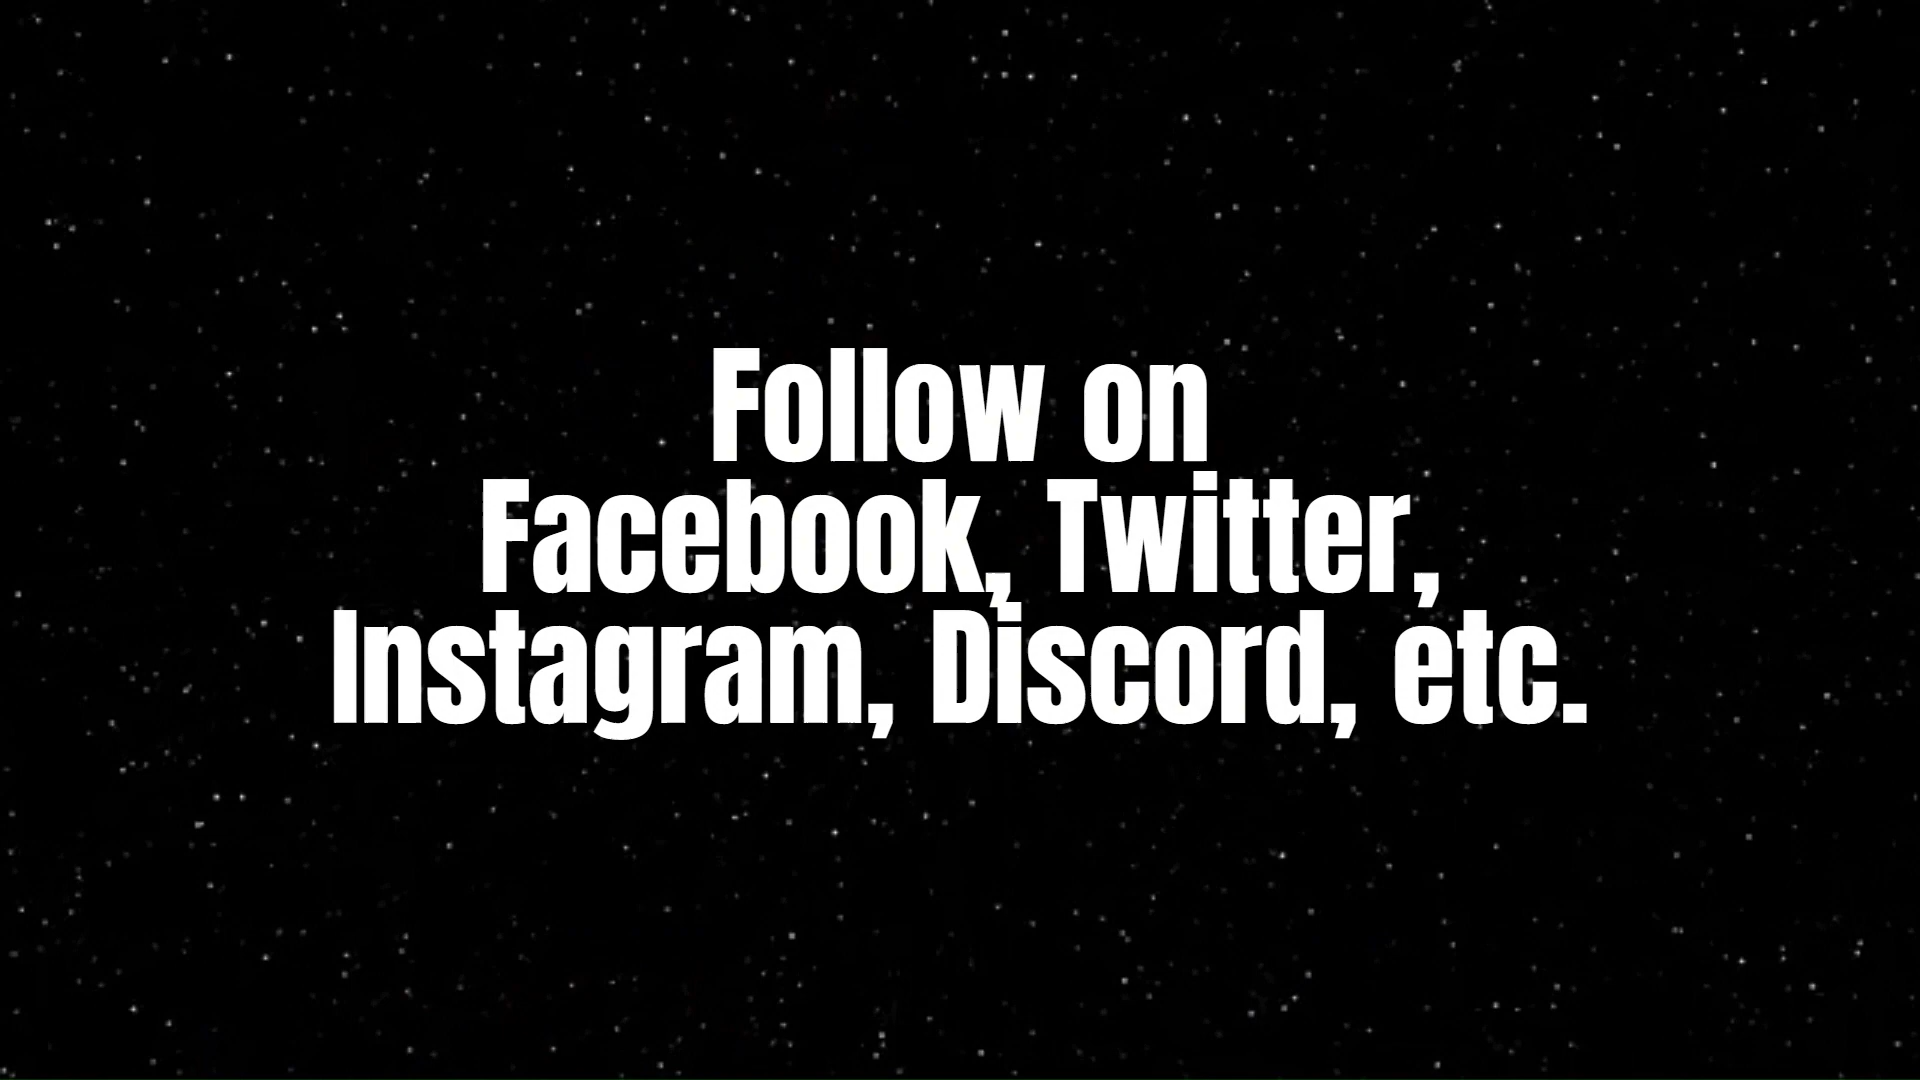 Follow on
Facebook, Twitter,
Instagram, Discord, etc.